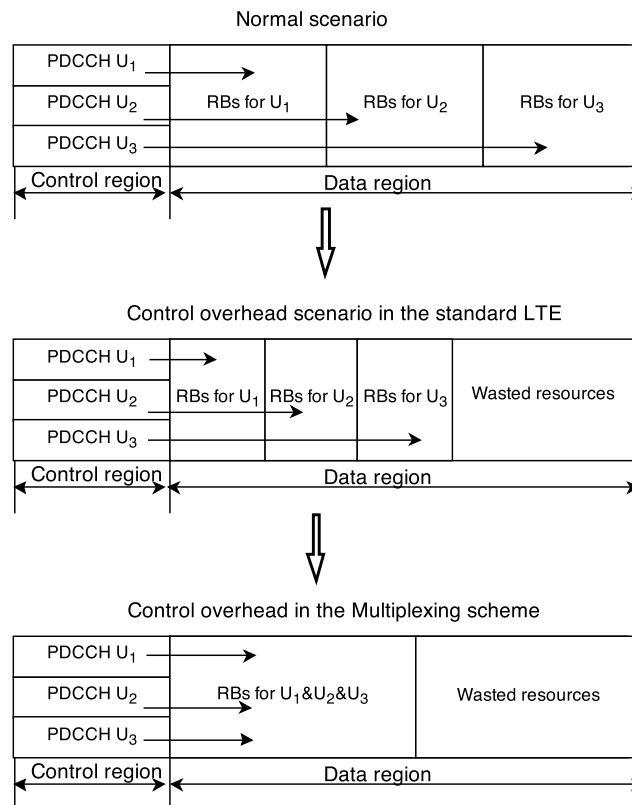 Normal scenario
PDCCH U1
PDCCH U2
PDCCH U3
RBs for U1
RBs for U2
RBs for U3
Control region
Data region
Control overhead scenario in the standard LTE
PDCCH U1
PDCCH U2
PDCCH U3
RBs for U1
RBs for U2
RBs for U3
Wasted resources
Control region
Data region
Control overhead in the Multiplexing scheme
PDCCH U1
PDCCH U2
PDCCH U3
RBs for U1&U2&U3
Wasted resources
Control region
Data region